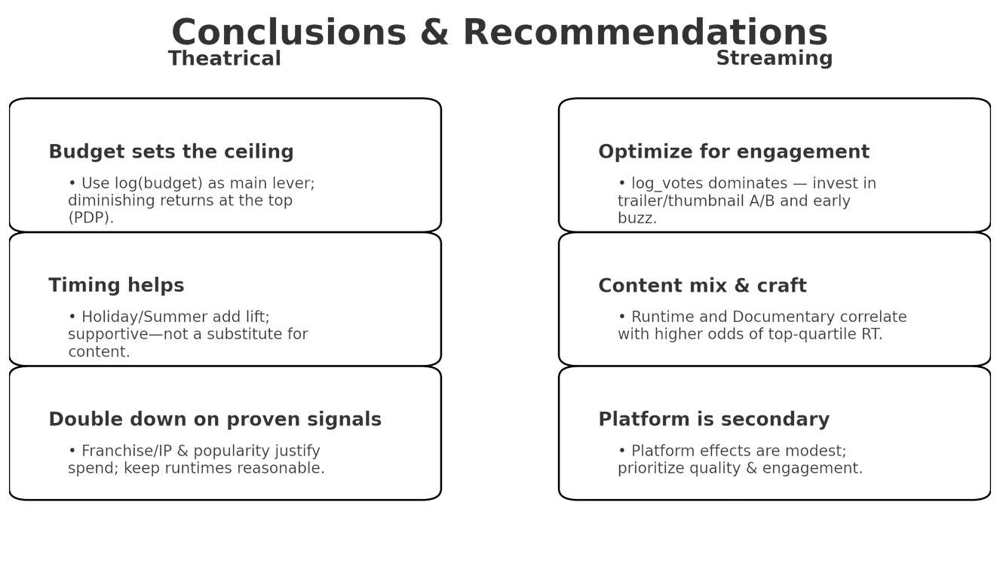 Conclusions & Recommendations
Theatrical
Budget sets the ceiling
• Use log(budget) as main lever;
diminishing returns at the top
(PDP).
Timing helps
• Holiday/Summer add lift;
supportive—not a substitute for
content.
Double down on proven signals
• Franchise/IP & popularity justify
spend; keep runtimes reasonable.
Streaming
Optimize for engagement
• log_votes dominates — invest in
trailer/thumbnail A/B and early
buzz.
Content mix & craft
• Runtime and Documentary correlate
with higher odds of top-quartile RT.
Platform is secondary
• Platform effects are modest;
prioritize quality & engagement.